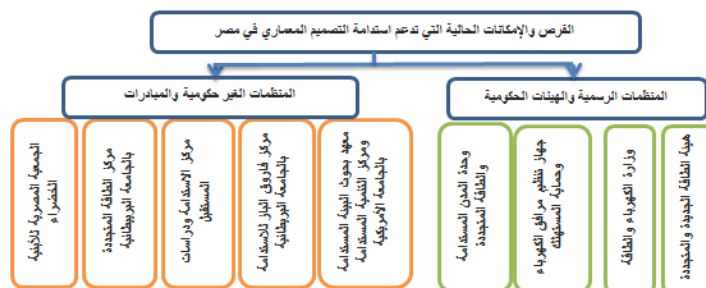 الفرص والإمكانات الحالية التي تدعم استدامة التصميم المعماري في مصر
المنظمات الرسمية والهيئات الحكومية
المنظمات الغير حكومية والمبادرات
هيئة الطاقة الجديدة والمتجددة
وزارة الكهرباء والطاقة
جهاز تنظيم مرافق الكهرباء
وحماية المستهلك
وحدة المدن المستدامة
والطاقة المتجددة
معهد بحوث البيئة المستدامة
ومركز التنمية المستدامة
بالجامعة الأمريكية
مركز فاروق الباز للاستدامة
بالجامعة البريطانية
مركز الاستدامة ودراسات
المستقبل
مركز الطاقة المتجددة
بالجامعة البريطانية
الجمعية المصرية للأبنية
الخضراء